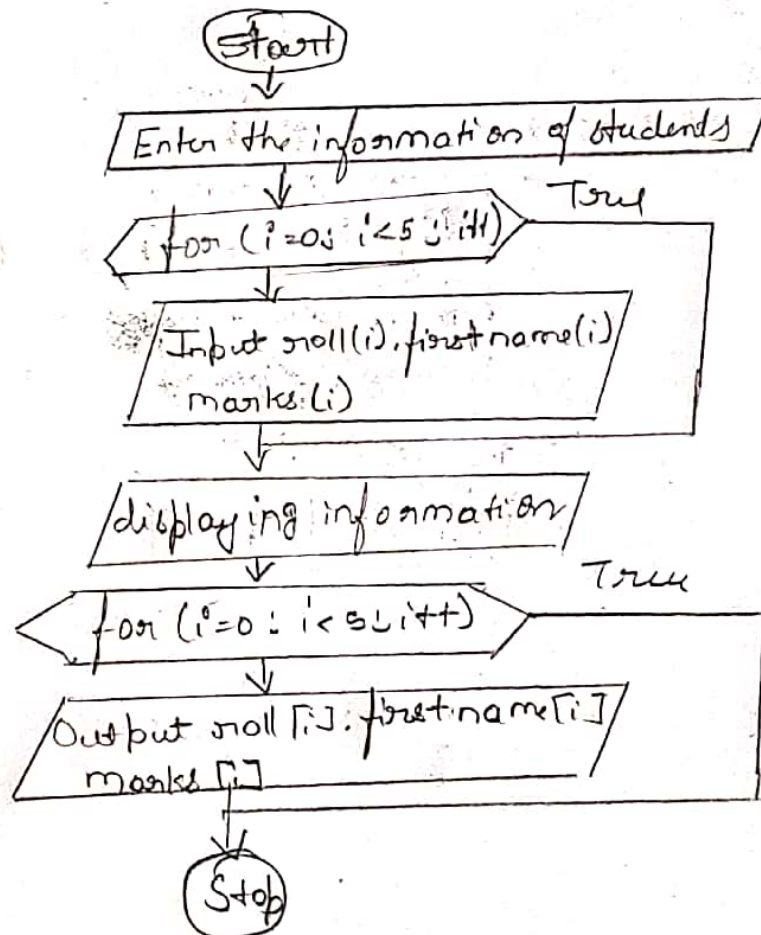 Start
Enter the information of students
True
for (i=0; i<5; i++)
Input roll(i).firstname(i)
marks.(i)
displaying information
True
for (i=0; i<5; i++)
Output roll[i].firstname[i]
marks[i]
Stop